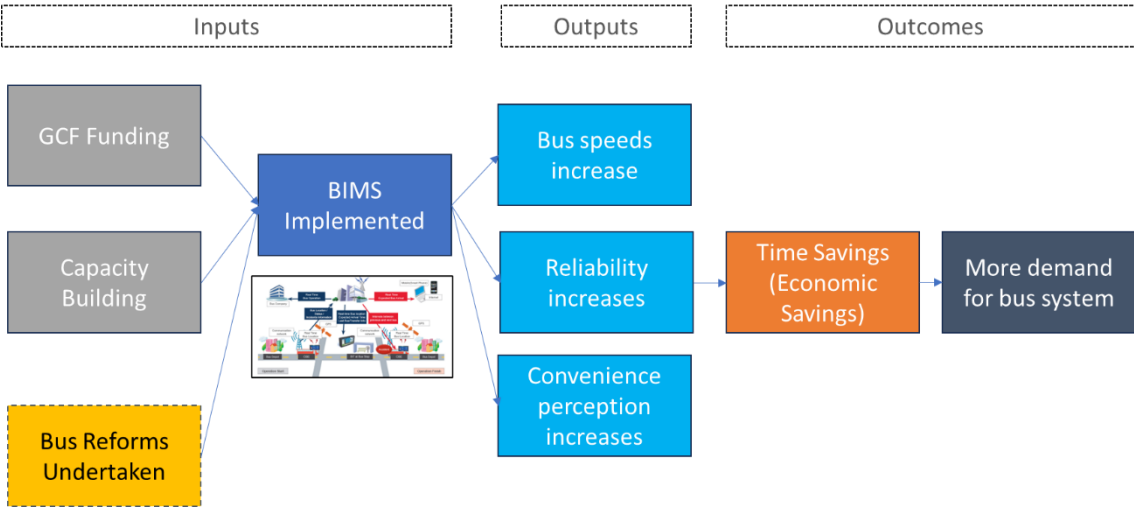 Inputs
Outputs
Outcomes
GCF Funding
Capacity
Building
Bus Reforms
Undertaken
BIMS
Implemented
Bus speeds
increase
Reliability
increases
Convenience
perception
increases
Time Savings
(Economic
Savings)
More demand
for bus system